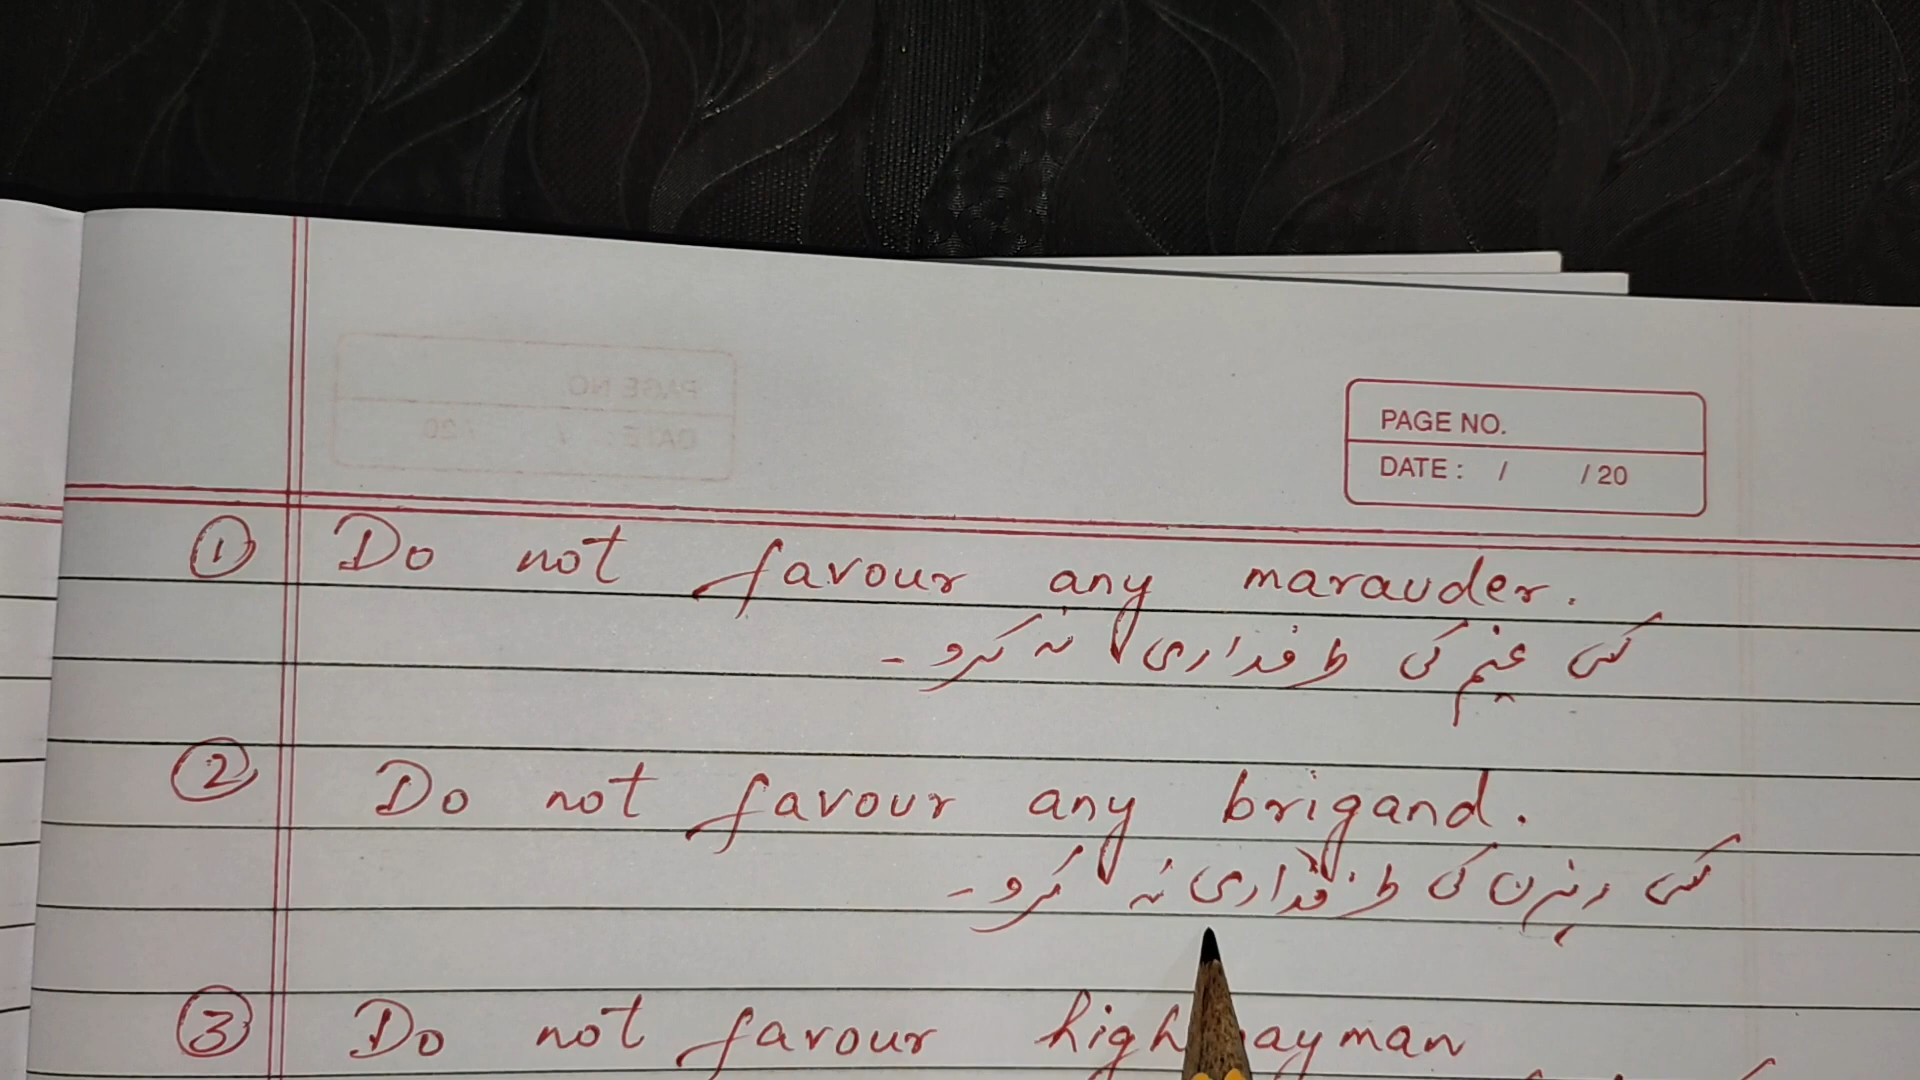 PAGE NO.
DATE : / / 20
① Do not favour any marauder.
کسی غنیم کی طرفداری نہ کرو۔
② Do not favour any brigand.
کسی رہزن کی طرفداری نہ کرو۔
③ Do not favour highwayman